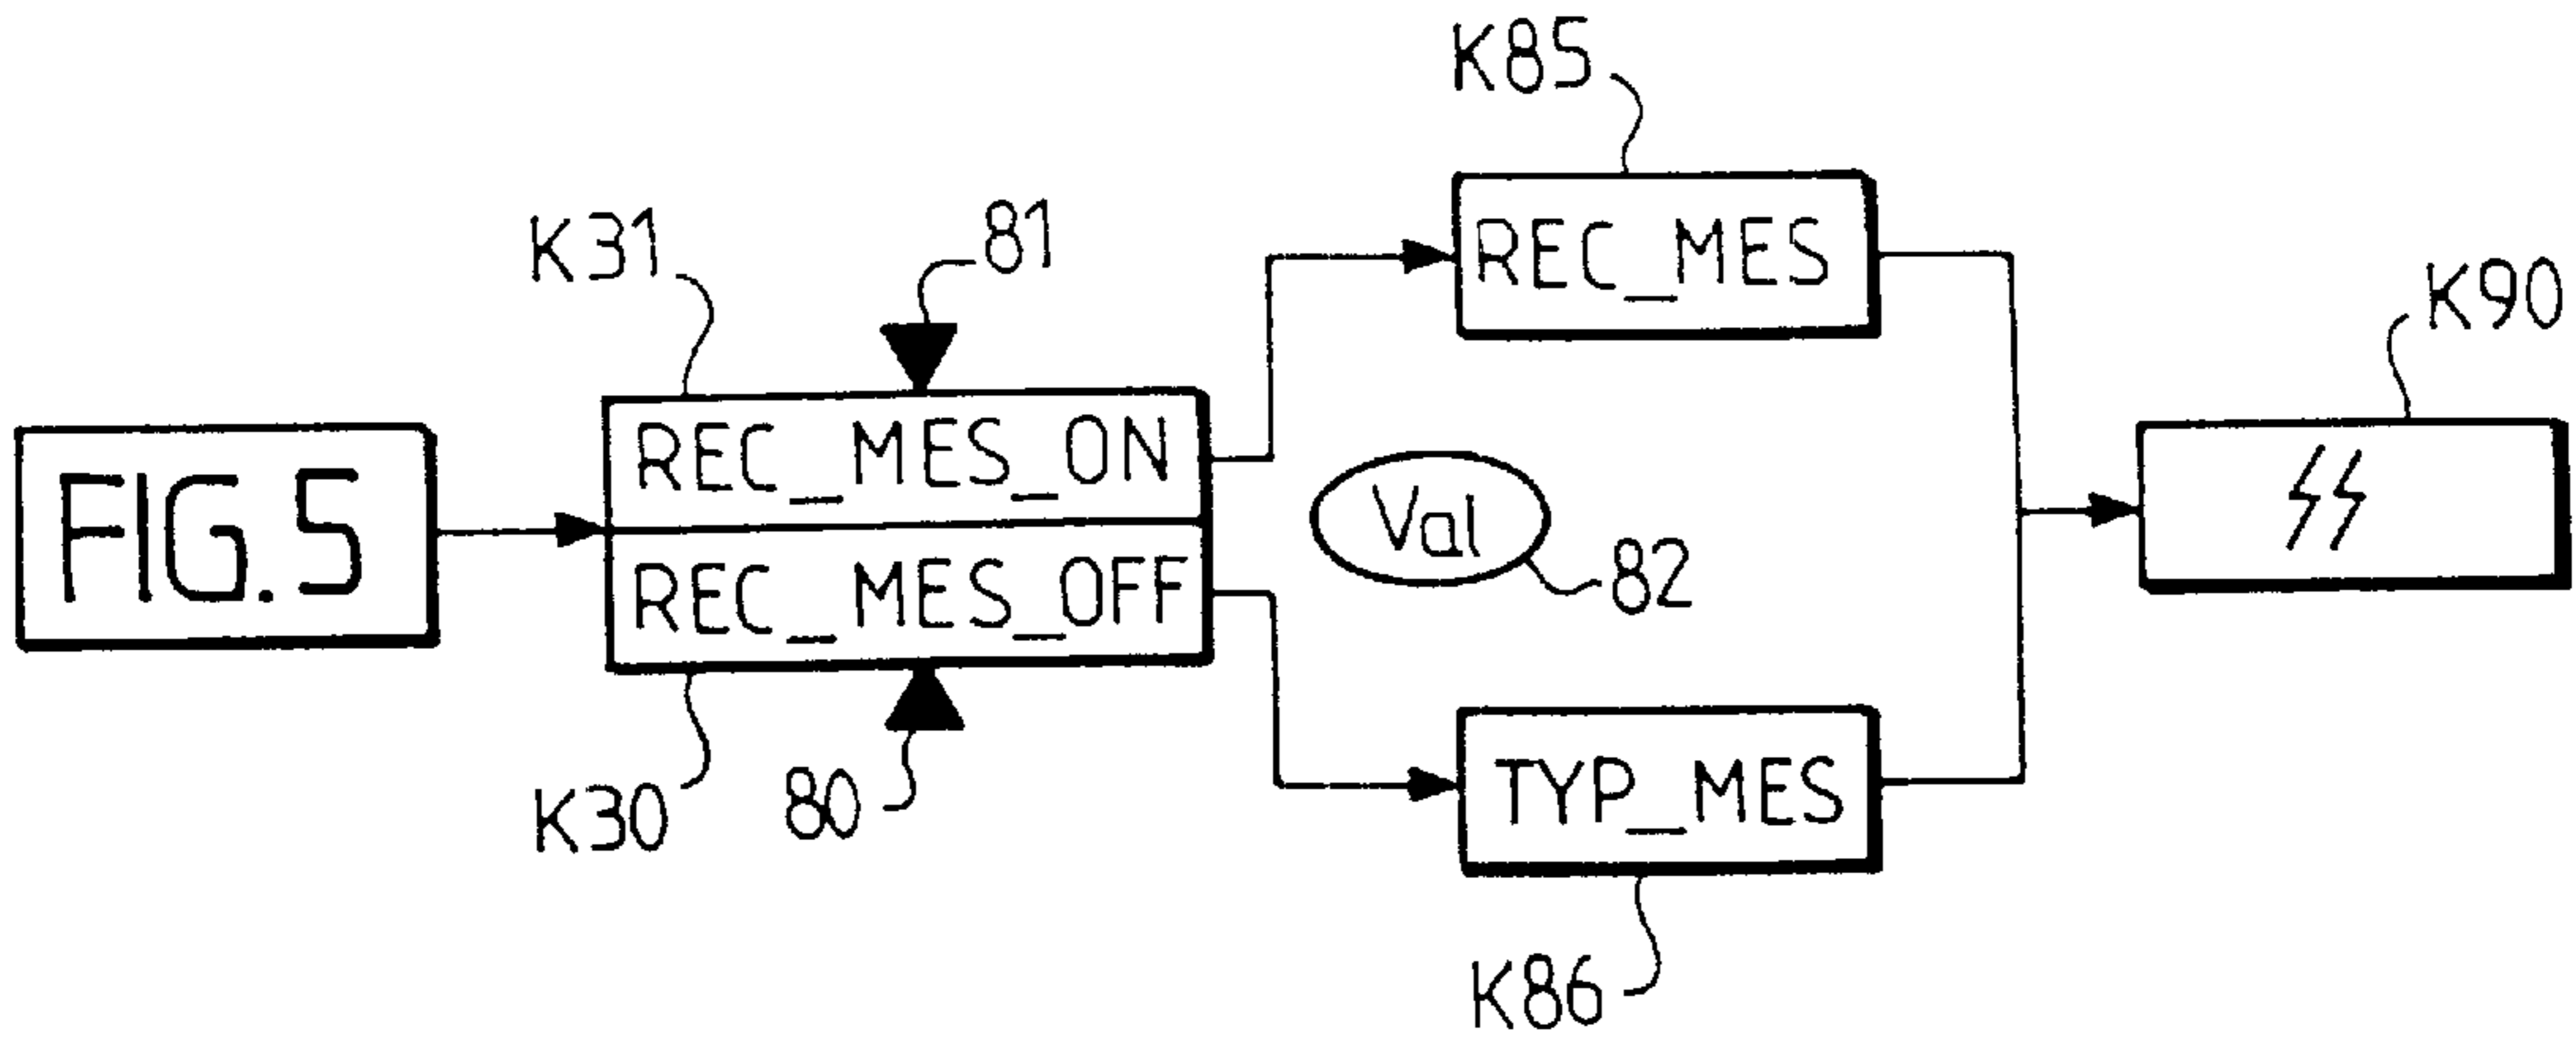 K85
K31
81
REC_MES
K90
REC_MES_ON
FIG.5
Val
REC_MES_OFF
82
K30
80
TYP_MES
K86